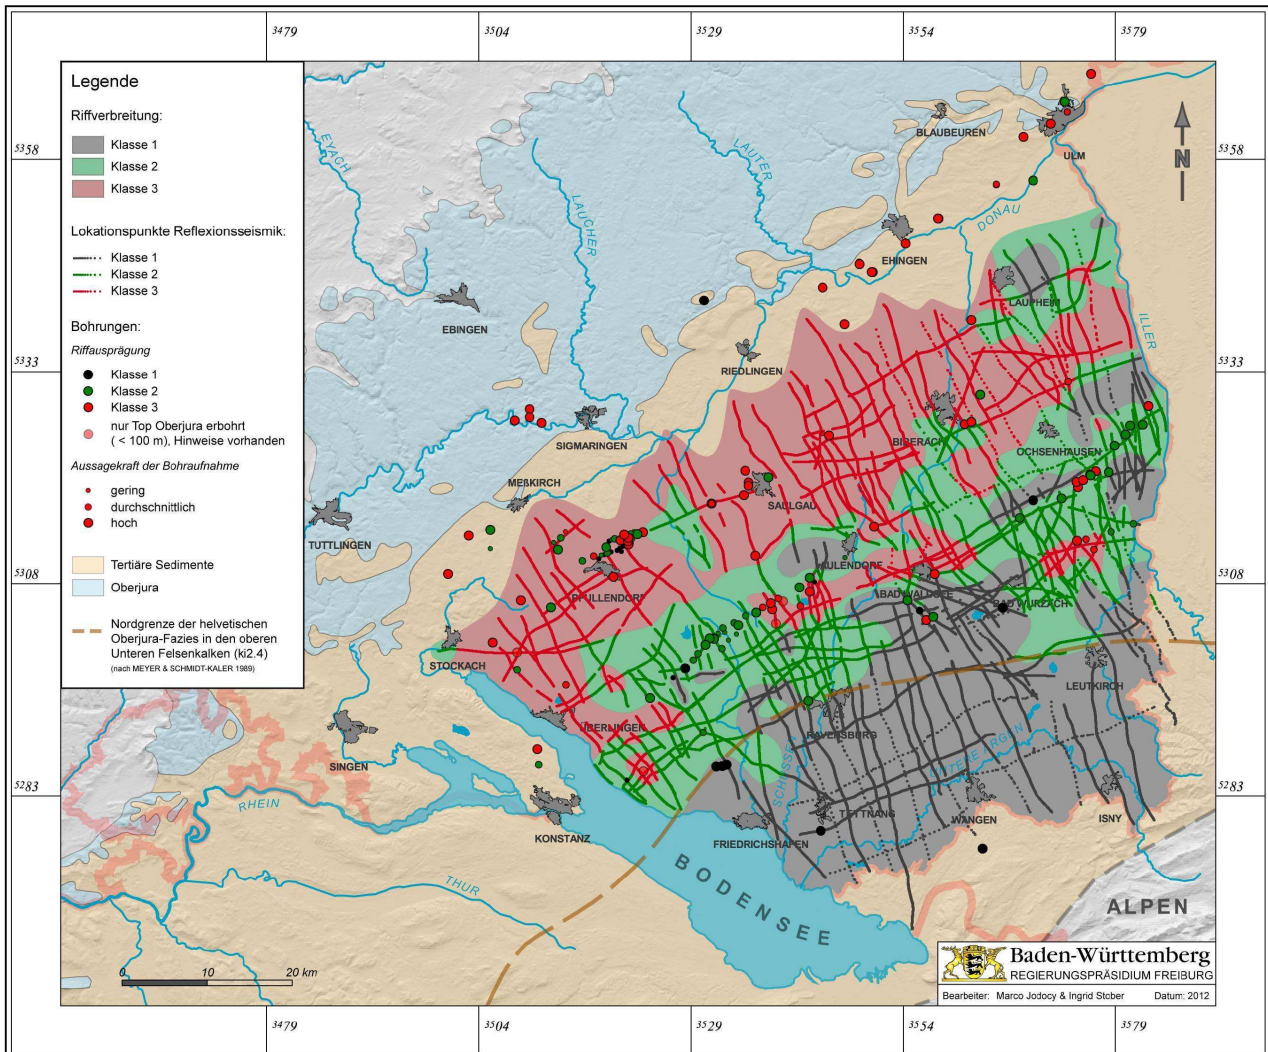 3479
3504
3529
3554
3579
5358
5333
5308
5283
5358
5333
5308
5283
Legende
Riffverbreitung:
Klasse 1
Klasse 2
Klasse 3
Lokationspunkte Reflexionsseismik:
Klasse 1
Klasse 2
Klasse 3
Bohrungen:
Riffausprägung
Klasse 1
Klasse 2
Klasse 3
nur Top Oberjura erbohrt
( < 100 m), Hinweise vorhanden
Aussagekraft der Bohraufnahme
gering
durchschnittlich
hoch
Tertiäre Sedimente
Oberjura
Nordgrenze der helvetischen
Oberjura-Fazies in den oberen
Unteren Felsenkalken (ki2.4)
(nach MEYER & SCHMIDT-KALER 1989)
EYACH
LAUCHER
LAUTER
BLAUBEUREN
ULM
N
DONAU
EHINGEN
LAUPHEIM
EBINGEN
ILLER
RIEDLINGEN
SIGMARINGEN
BIBERACH
OCHSENHAUSEN
MEßKIRCH
SAULGAU
TUTTLINGEN
AULENDORF
PFULLENDORF
BAD WALDSEE
BAD WURZACH
STOCKACH
LEUTKIRCH
ÜBERLINGEN
RAVENSBURG
SCHUSSEN
UNTERE ARGEN
SINGEN
RHEIN
KONSTANZ
FRIEDRICHSHAFEN
TETTNANG
WANGEN
ISNY
BODENSEE
THUR
ALPEN
0 10 20 km
Baden-Württemberg
REGIERUNGSPRÄSIDIUM FREIBURG
Bearbeiter: Marco Jodocy & Ingrid Stober Datum: 2012
3479
3504
3529
3554
3579